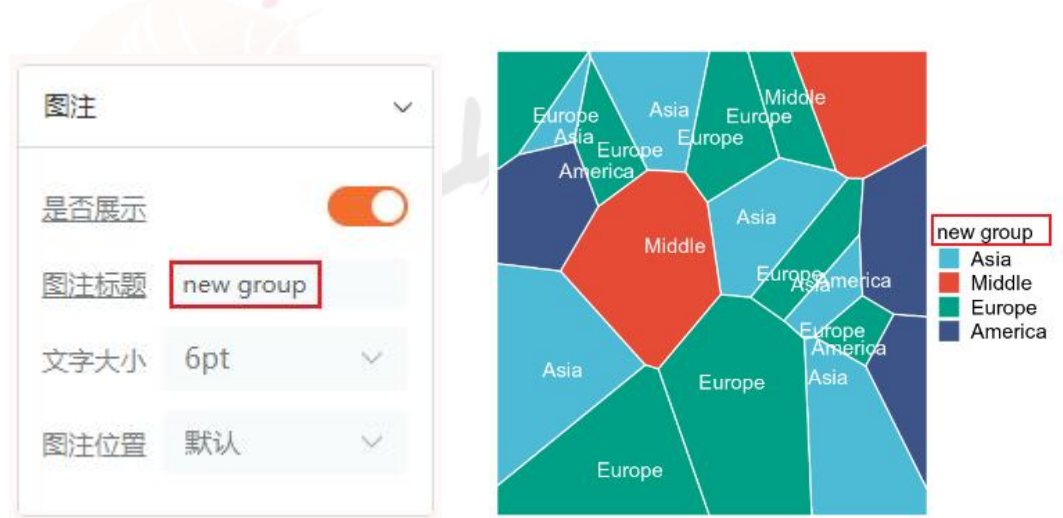 图注
是否展示
图注标题 new group
文字大小 6pt
图注位置 默认
Europe
Asia
Middle
Europe
Asia
Europe
Europe
America
Asia
Middle
Europe
Asia
America
Europe
America
Asia
Europe
Asia
Europe
new group
Asia
Middle
Europe
America